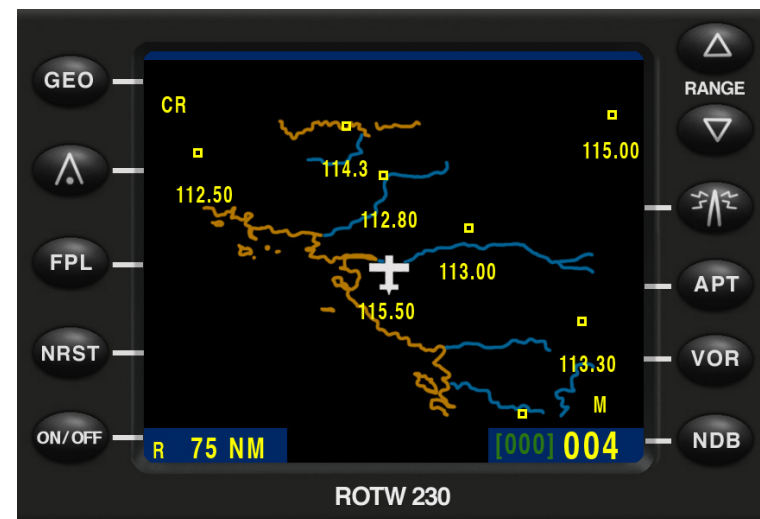 GEO
RANGE
CR
115.00
114.3
112.50
112.80
FPL
113.00
APT
115.50
NRST
113.30
VOR
M
ON/OFF
R 75 NM
[000] 004
NDB
ROTW 230